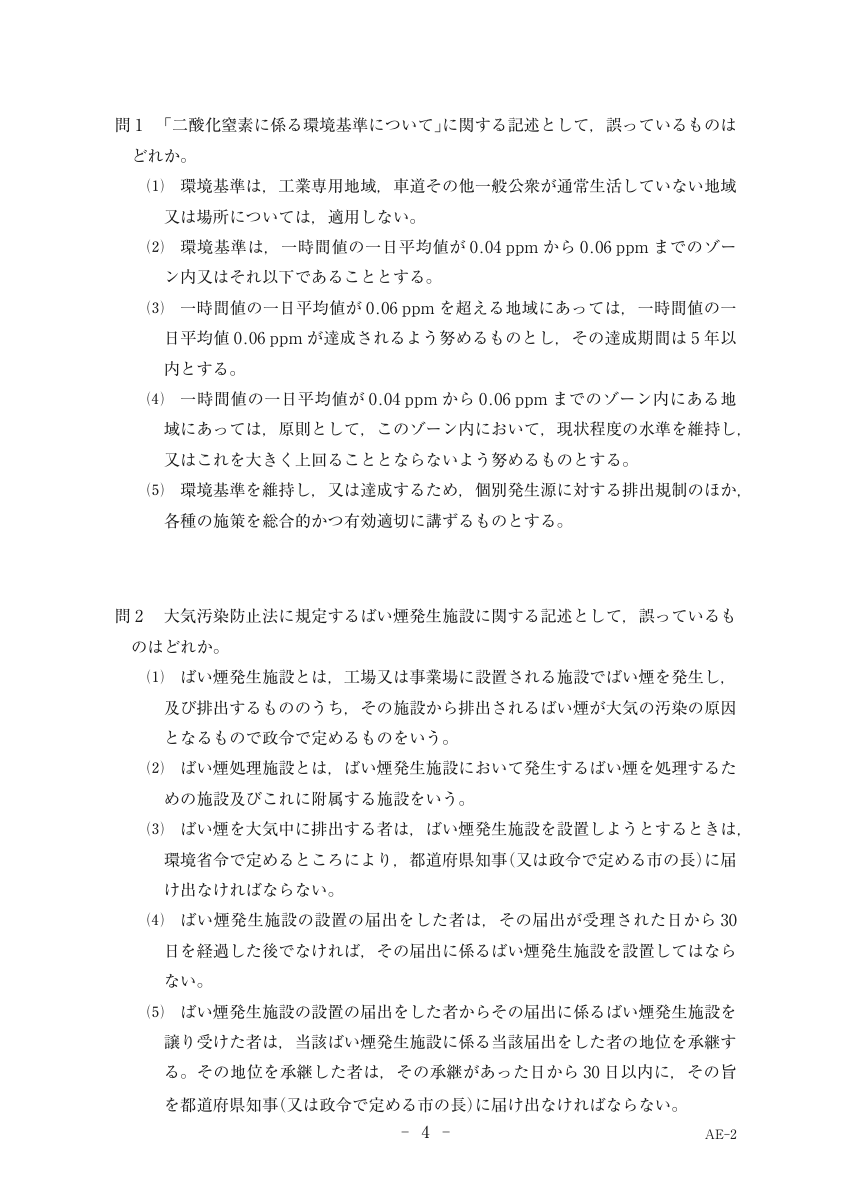 問1 「二酸化窒素に係る環境基準について」に関する記述として，誤っているものは
どれか。
⑴ 環境基準は，工業専用地域，車道その他一般公衆が通常生活していない地域
又は場所については，適用しない。
⑵ 環境基準は，一時間値の一日平均値が 0.04 ppm から 0.06 ppm までのゾー
ン内又はそれ以下であることとする。
⑶ 一時間値の一日平均値が 0.06 ppm を超える地域にあっては，一時間値の一
日平均値 0.06 ppm が達成されるよう努めるものとし，その達成期間は 5 年以
内とする。
⑷ 一時間値の一日平均値が 0.04 ppm から 0.06 ppm までのゾーン内にある地
域にあっては，原則として，このゾーン内において，現状程度の水準を維持し，
又はこれを大きく上回ることとならないよう努めるものとする。
⑸ 環境基準を維持し，又は達成するため，個別発生源に対する排出規制のほか，
各種の施策を総合的かつ有効適切に講ずるものとする。
問2 大気汚染防止法に規定するばい煙発生施設に関する記述として，誤っているも
のはどれか。
⑴ ばい煙発生施設とは，工場又は事業場に設置される施設でばい煙を発生し，
及び排出するもののうち，その施設から排出されるばい煙が大気の汚染の原因
となるもので政令で定めるものをいう。
⑵ ばい煙処理施設とは，ばい煙発生施設において発生するばい煙を処理するた
めの施設及びこれに附属する施設をいう。
⑶ ばい煙を大気中に排出する者は，ばい煙発生施設を設置しようとするときは，
環境省令で定めるところにより，都道府県知事（又は政令で定める市の長）に届
け出なければならない。
⑷ ばい煙発生施設の設置の届出をした者は，その届出が受理された日から 30
日を経過した後でなければ，その届出に係るばい煙発生施設を設置してはなら
ない。
⑸ ばい煙発生施設の設置の届出をした者からその届出に係るばい煙発生施設を
譲り受けた者は，当該ばい煙発生施設に係る当該届出をした者の地位を承継す
る。その地位を承継した者は，その承継があった日から 30 日以内に，その旨
を都道府県知事（又は政令で定める市の長）に届け出なければならない。
－ 4 －
AE−2